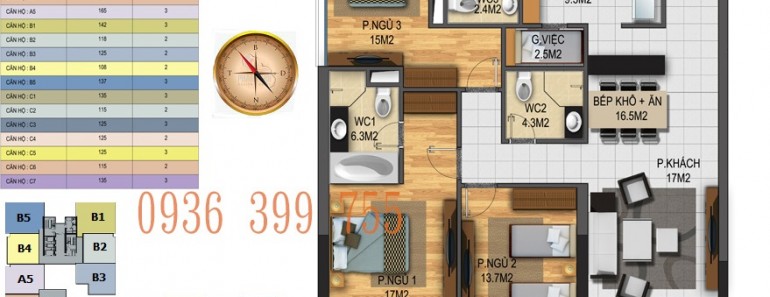 CĂN HỘ : A5 165 3
CĂN HỘ : B1 142 3
CĂN HỘ : B2 118 2
CĂN HỘ : B3 125 2
CĂN HỘ : B4 108 2
CĂN HỘ : B5 137 3
CĂN HỘ : C1 135 3
CĂN HỘ : C2 115 2
CĂN HỘ : C3 125 2
CĂN HỘ : C4 125 2
CĂN HỘ : C5 125 3
CĂN HỘ : C6 115 2
CĂN HỘ : C7 135 3
B
T
Đ
N
P.NGỦ 3
15M2
WC3
2.4M2
G.VIỆC
2.5M2
WC1
6.3M2
WC2
4.3M2
BẾP KHÔ + ĂN
16.5M2
P.KHÁCH
17M2
P.NGỦ 1
17M2
P.NGỦ 2
13.7M2
0936 399 755
B5
B1
B4
B2
A5
B3